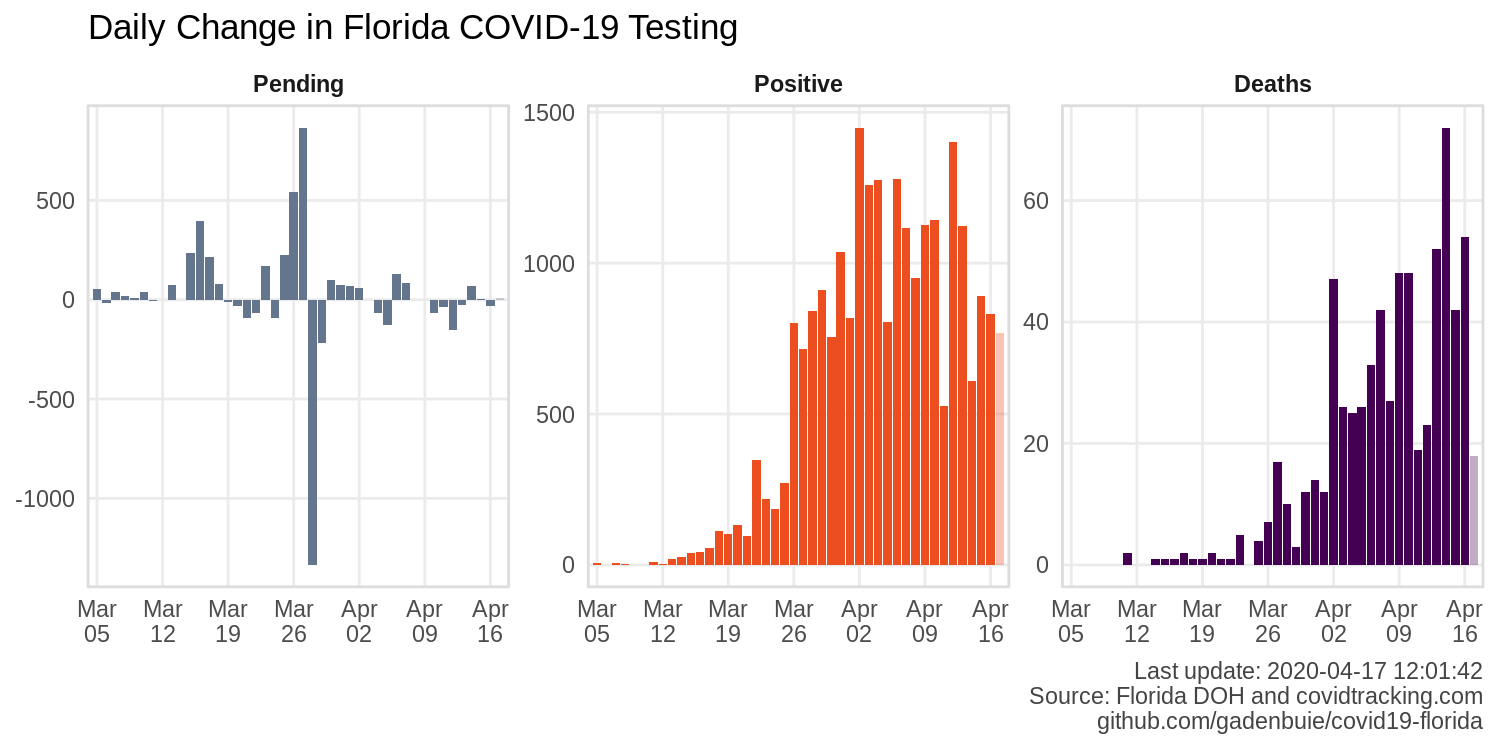 Daily Change in Florida COVID-19 Testing
Pending
Positive
Deaths
500
0
-500
-1000
Mar 05
Mar 12
Mar 19
Mar 26
Apr 02
Apr 09
Apr 16
1500
1000
500
0
Mar 05
Mar 12
Mar 19
Mar 26
Apr 02
Apr 09
Apr 16
60
40
20
0
Mar 05
Mar 12
Mar 19
Mar 26
Apr 02
Apr 09
Apr 16
Last update: 2020-04-17 12:01:42
Source: Florida DOH and covidtracking.com
github.com/gadenbuie/covid19-florida